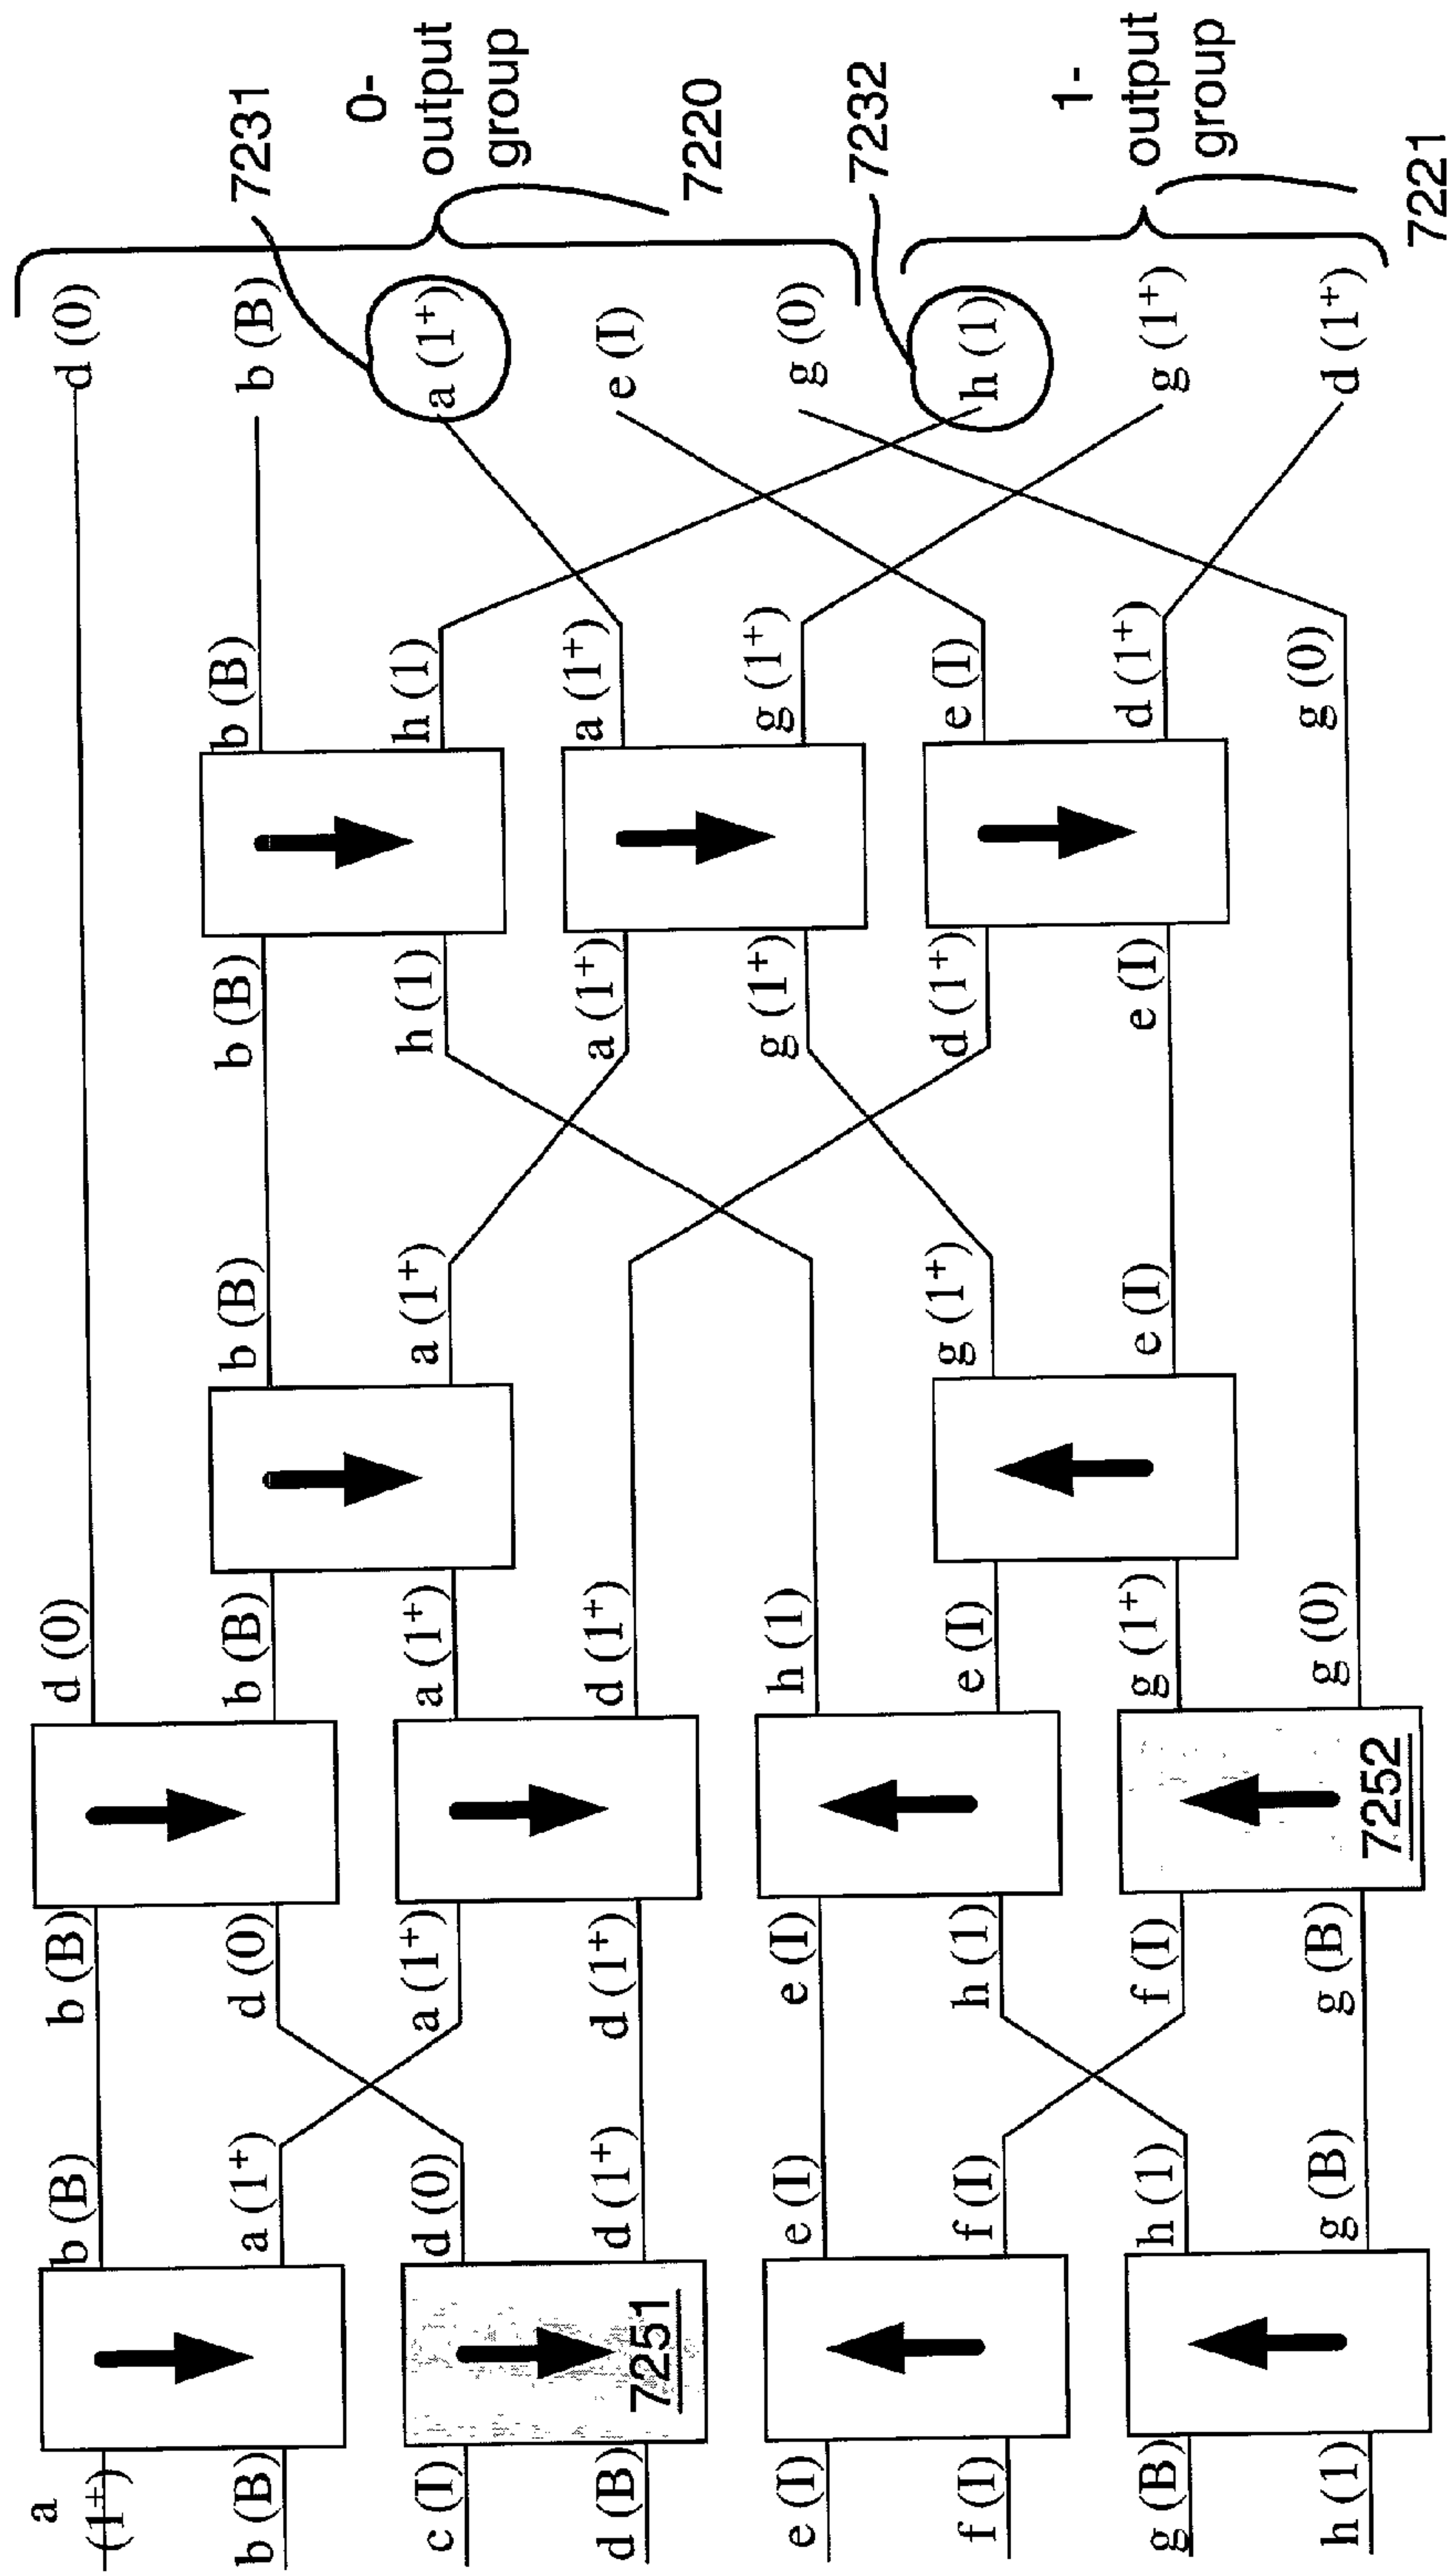 a
(1⁺)
b (B)
c (I)
d (B)
e (I)
f (I)
g (B)
h (1)
7251
b (B)
a (1⁺)
d (0)
d (1⁺)
e (I)
f (I)
h (1)
g (B)
b (B)
d (0)
a (1⁺)
d (1⁺)
e (I)
h (1)
f (I)
g (B)
7252
d (0)
b (B)
a (1⁺)
d (1⁺)
h (1)
e (I)
g (1⁺)
g (0)
b (B)
a (1⁺)
g (1⁺)
e (I)
b (B)
h (1)
a (1⁺)
g (1⁺)
d (1⁺)
e (I)
b (B)
h (1)
a (1⁺)
g (1⁺)
e (I)
d (1⁺)
g (0)
d (0)
b (B)
a (1⁺)
e (I)
g (0)
h (1)
g (1⁺)
d (1⁺)
7231
0-
output
group
7220
7232
1-
output
group
7221